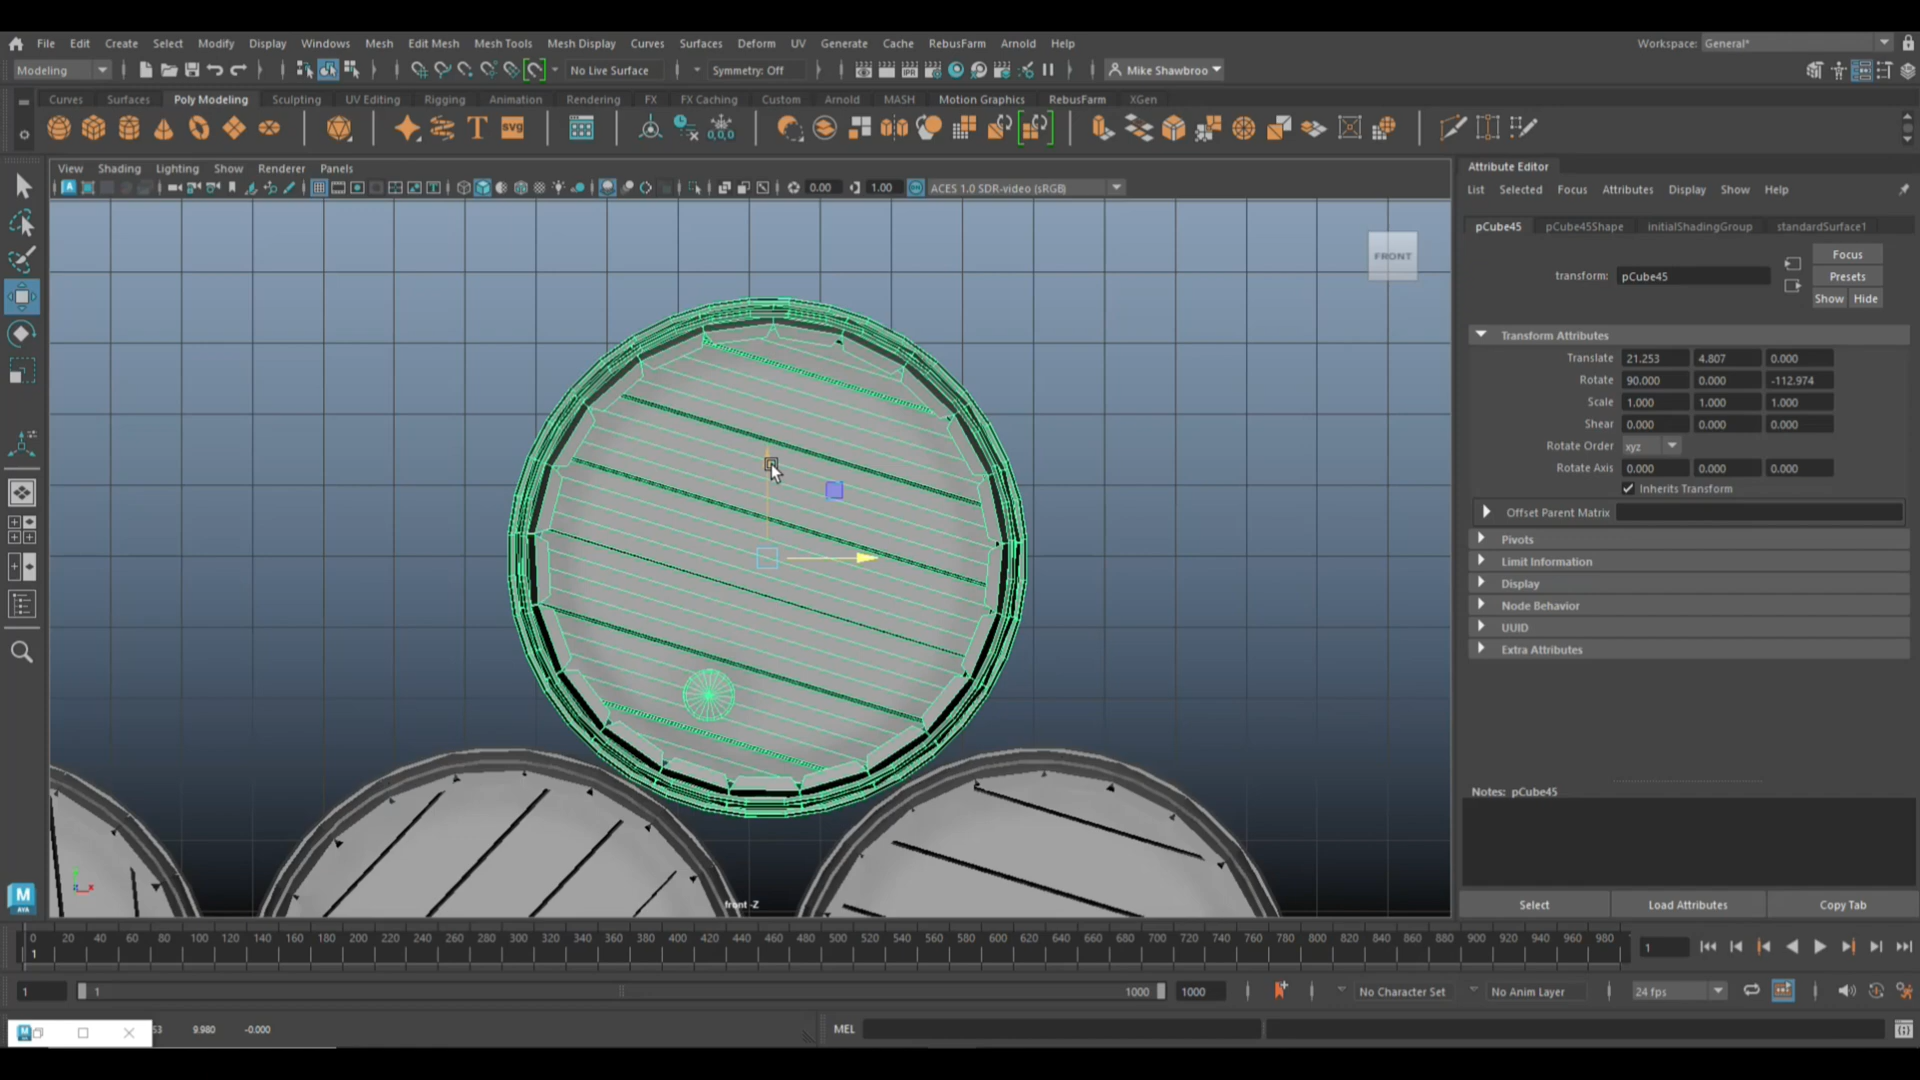 File Edit Create Select Modify Display Windows Mesh Edit Mesh Mesh Tools Mesh Display Curves Surfaces Deform UV Generate Cache RebusFarm Arnold Help Workspace: General*
Modeling No Live Surface Symmetry: Off IPR Mike Shawbroo
Curves Surfaces Poly Modeling Sculpting UV Editing Rigging Animation Rendering FX FX Caching Custom Arnold MASH Motion Graphics RebusFarm XGen
T SVG 0,0,0
View Shading Lighting Show Renderer Panels
0.00 1.00 ACES 1.0 SDR-video (sRGB)
Attribute Editor
List Selected Focus Attributes Display Show Help
pCube45 pCube45Shape initialShadingGroup standardSurface1
FRONT
Focus
transform: pCube45 Presets
Show Hide
Transform Attributes
Translate 21.253 4.807 0.000
Rotate 90.000 0.000 -112.974
Scale 1.000 1.000 1.000
Shear 0.000 0.000 0.000
Rotate Order xyz
Rotate Axis 0.000 0.000 0.000
Inherits Transform
Offset Parent Matrix
Pivots
Limit Information
Display
Node Behavior
UUID
Extra Attributes
Notes: pCube45
front -Z
Select Load Attributes Copy Tab
0 20 40 60 80 100 120 140 160 180 200 220 240 260 280 300 320 340 360 380 400 420 440 460 480 500 520 540 560 580 600 620 640 660 680 700 720 740 760 780 800 820 840 860 880 900 920 940 960 980
1 1
1 1 1000 1000 No Character Set No Anim Layer 24 fps
53 9.980 -0.000 MEL